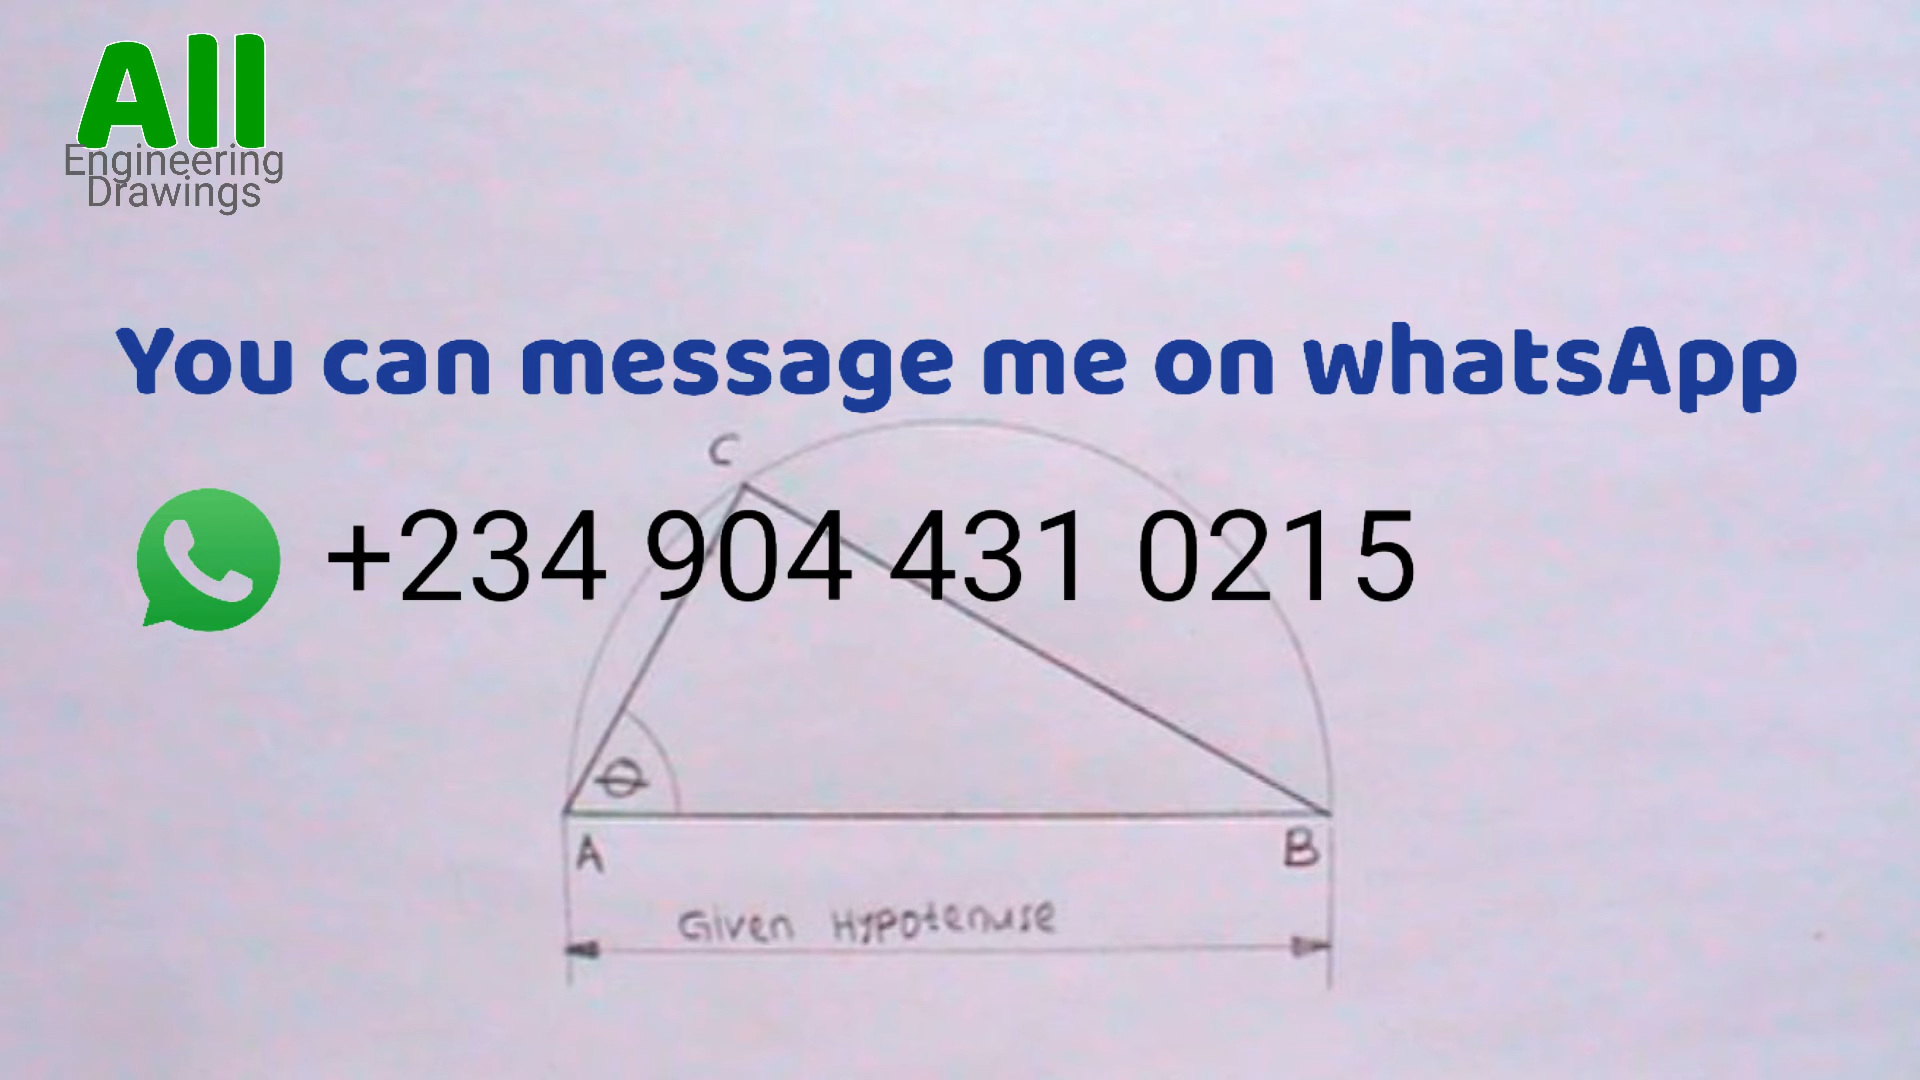 All
Engineering
Drawings
You can message me on whatsApp
+234 904 431 0215
C
θ
A
B
Given Hypotenuse